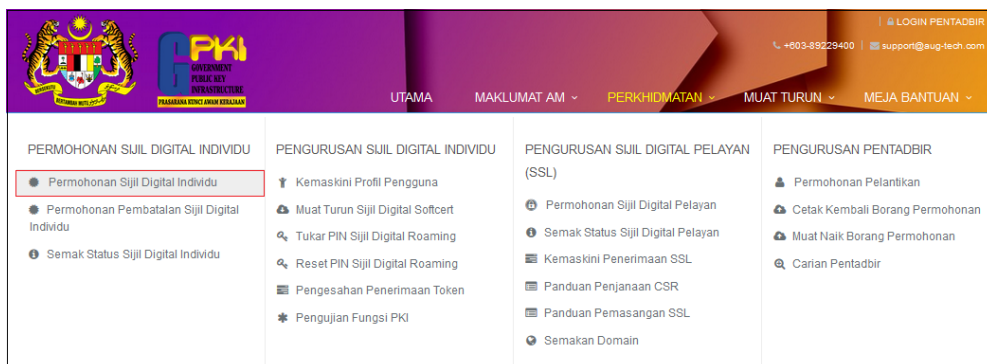 LOGIN PENTADBIR
+603-89229400 | support@aug-tech.com
GPKI
GOVERNMENT
PUBLIC KEY
INFRASTRUCTURE
PRASARANA KUNCI AWAM KERAJAAN
BERSEKUTU BERTAMBAH MUTU
UTAMA MAKLUMAT AM PERKHIDMATAN MUAT TURUN MEJA BANTUAN
PERMOHONAN SIJIL DIGITAL INDIVIDU
Permohonan Sijil Digital Individu
Permohonan Pembatalan Sijil Digital
Individu
Semak Status Sijil Digital Individu
PENGURUSAN SIJIL DIGITAL INDIVIDU
Kemaskini Profil Pengguna
Muat Turun Sijil Digital Softcert
Tukar PIN Sijil Digital Roaming
Reset PIN Sijil Digital Roaming
Pengesahan Penerimaan Token
Pengujian Fungsi PKI
PENGURUSAN SIJIL DIGITAL PELAYAN
(SSL)
Permohonan Sijil Digital Pelayan
Semak Status Sijil Digital Pelayan
Kemaskini Penerimaan SSL
Panduan Penjanaan CSR
Panduan Pemasangan SSL
Semakan Domain
PENGURUSAN PENTADBIR
Permohonan Pelantikan
Cetak Kembali Borang Permohonan
Muat Naik Borang Permohonan
Carian Pentadbir